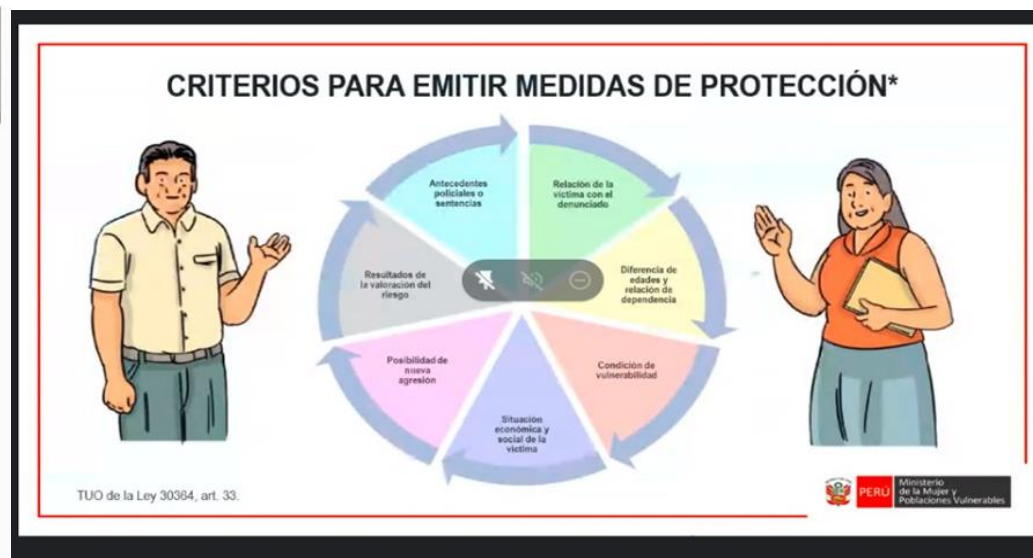 CRITERIOS PARA EMITIR MEDIDAS DE PROTECCIÓN*
Antecedentes
policiales o
sentencias
Relación de la
víctima con el
denunciado
Resultados de
la valoración del
riesgo
Diferencia de
edades y
relación de
dependencia
Posibilidad de
nueva
agresión
Condición de
vulnerabilidad
Situación
económica y
social de la
víctima
TUO de la Ley 30364, art. 33.
PERÚ
Ministerio
de la Mujer y
Poblaciones Vulnerables